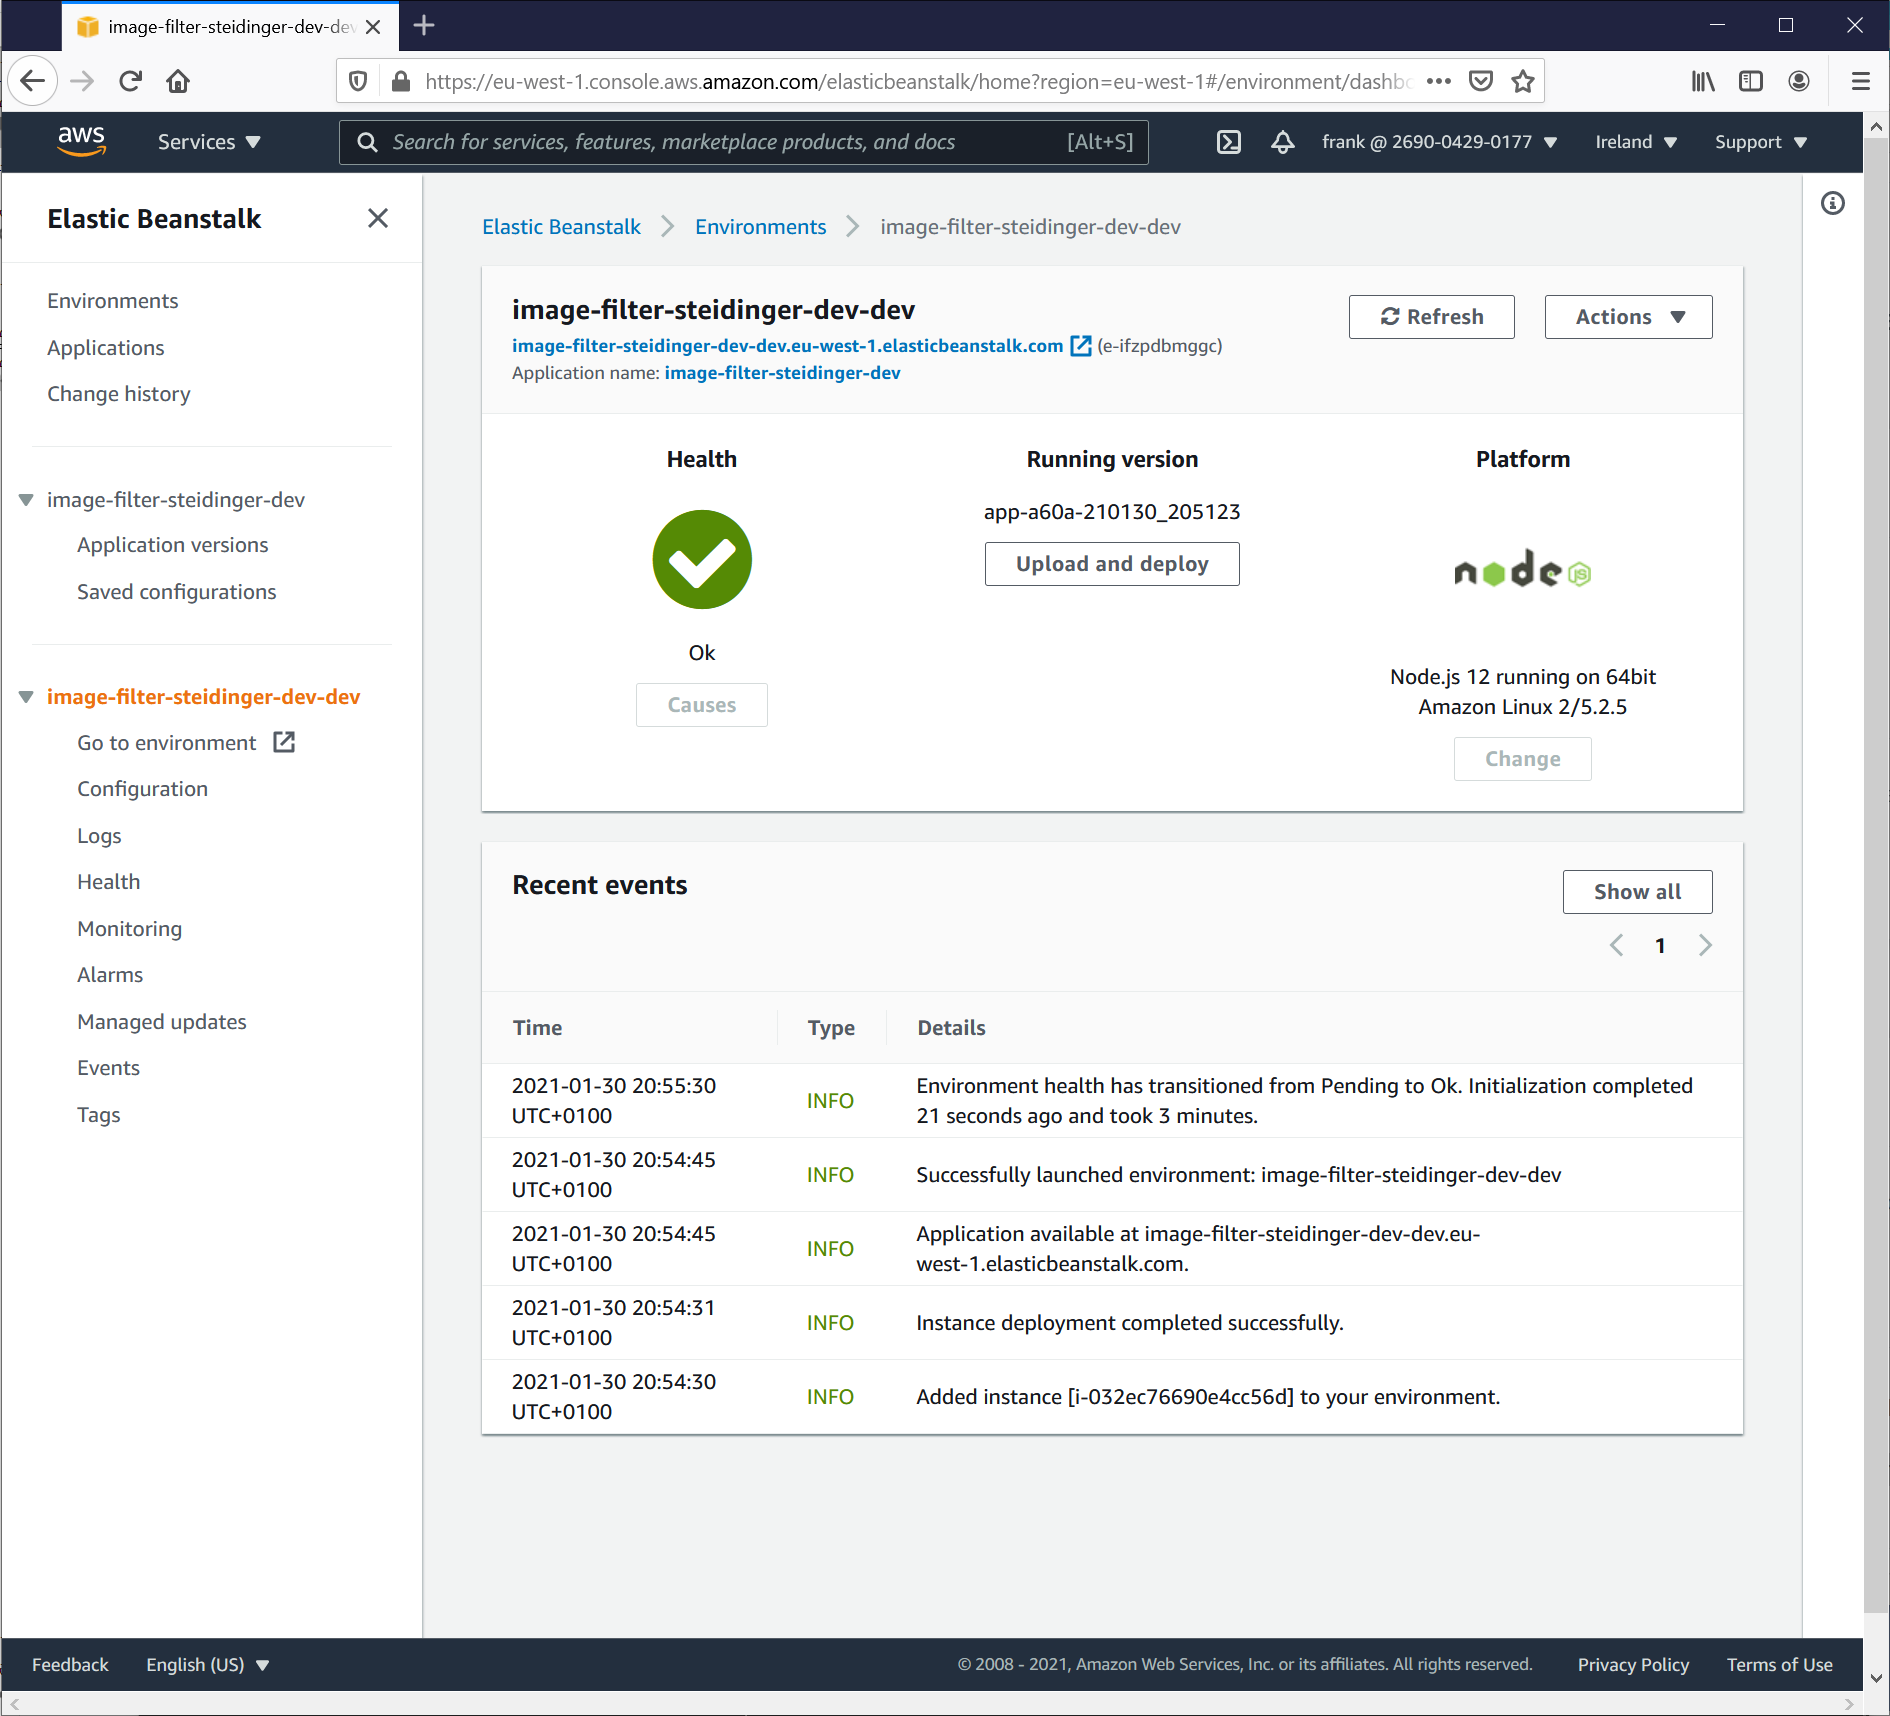 image-filter-steidinger-dev-dev
https://eu-west-1.console.aws.amazon.com/elasticbeanstalk/home?region=eu-west-1#/environment/dashbo
aws
Services
Search for services, features, marketplace products, and docs [Alt+S]
frank @ 2690-0429-0177
Ireland
Support
Elastic Beanstalk
Environments
Applications
Change history
image-filter-steidinger-dev
Application versions
Saved configurations
image-filter-steidinger-dev-dev
Go to environment
Configuration
Logs
Health
Monitoring
Alarms
Managed updates
Events
Tags
Elastic Beanstalk
Environments
image-filter-steidinger-dev-dev
image-filter-steidinger-dev-dev
image-filter-steidinger-dev-dev.eu-west-1.elasticbeanstalk.com (e-ifzpdbmggc)
Application name: image-filter-steidinger-dev
Refresh
Actions
Health
Ok
Causes
Running version
app-a60a-210130_205123
Upload and deploy
Platform
node JS
Node.js 12 running on 64bit
Amazon Linux 2/5.2.5
Change
Recent events
Show all
1
Time Type Details
2021-01-30 20:55:30
UTC+0100
INFO
Environment health has transitioned from Pending to Ok. Initialization completed
21 seconds ago and took 3 minutes.
2021-01-30 20:54:45
UTC+0100
INFO
Successfully launched environment: image-filter-steidinger-dev-dev
2021-01-30 20:54:45
UTC+0100
INFO
Application available at image-filter-steidinger-dev-dev.eu-
west-1.elasticbeanstalk.com.
2021-01-30 20:54:31
UTC+0100
INFO
Instance deployment completed successfully.
2021-01-30 20:54:30
UTC+0100
INFO
Added instance [i-032ec76690e4cc56d] to your environment.
Feedback
English (US)
© 2008 - 2021, Amazon Web Services, Inc. or its affiliates. All rights reserved.
Privacy Policy
Terms of Use